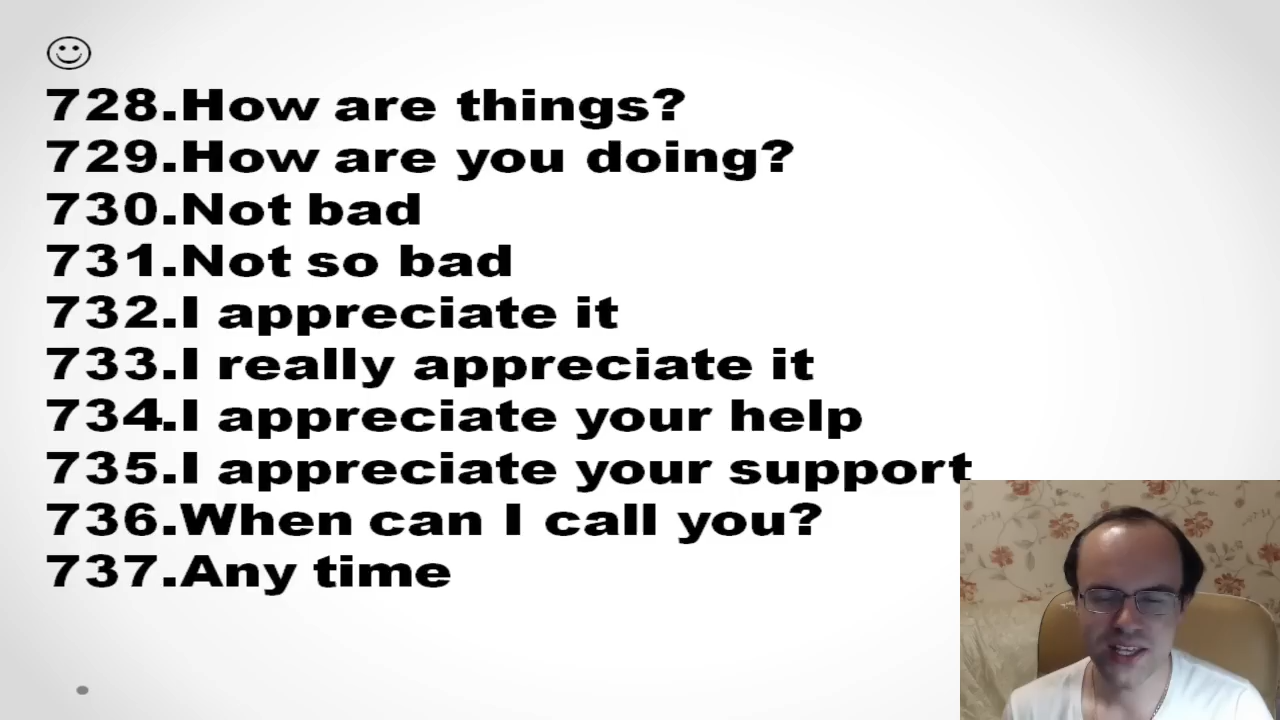 728.How are things?
729.How are you doing?
730.Not bad
731.Not so bad
732.I appreciate it
733.I really appreciate it
734.I appreciate your help
735.I appreciate your support
736.When can I call you?
737.Any time